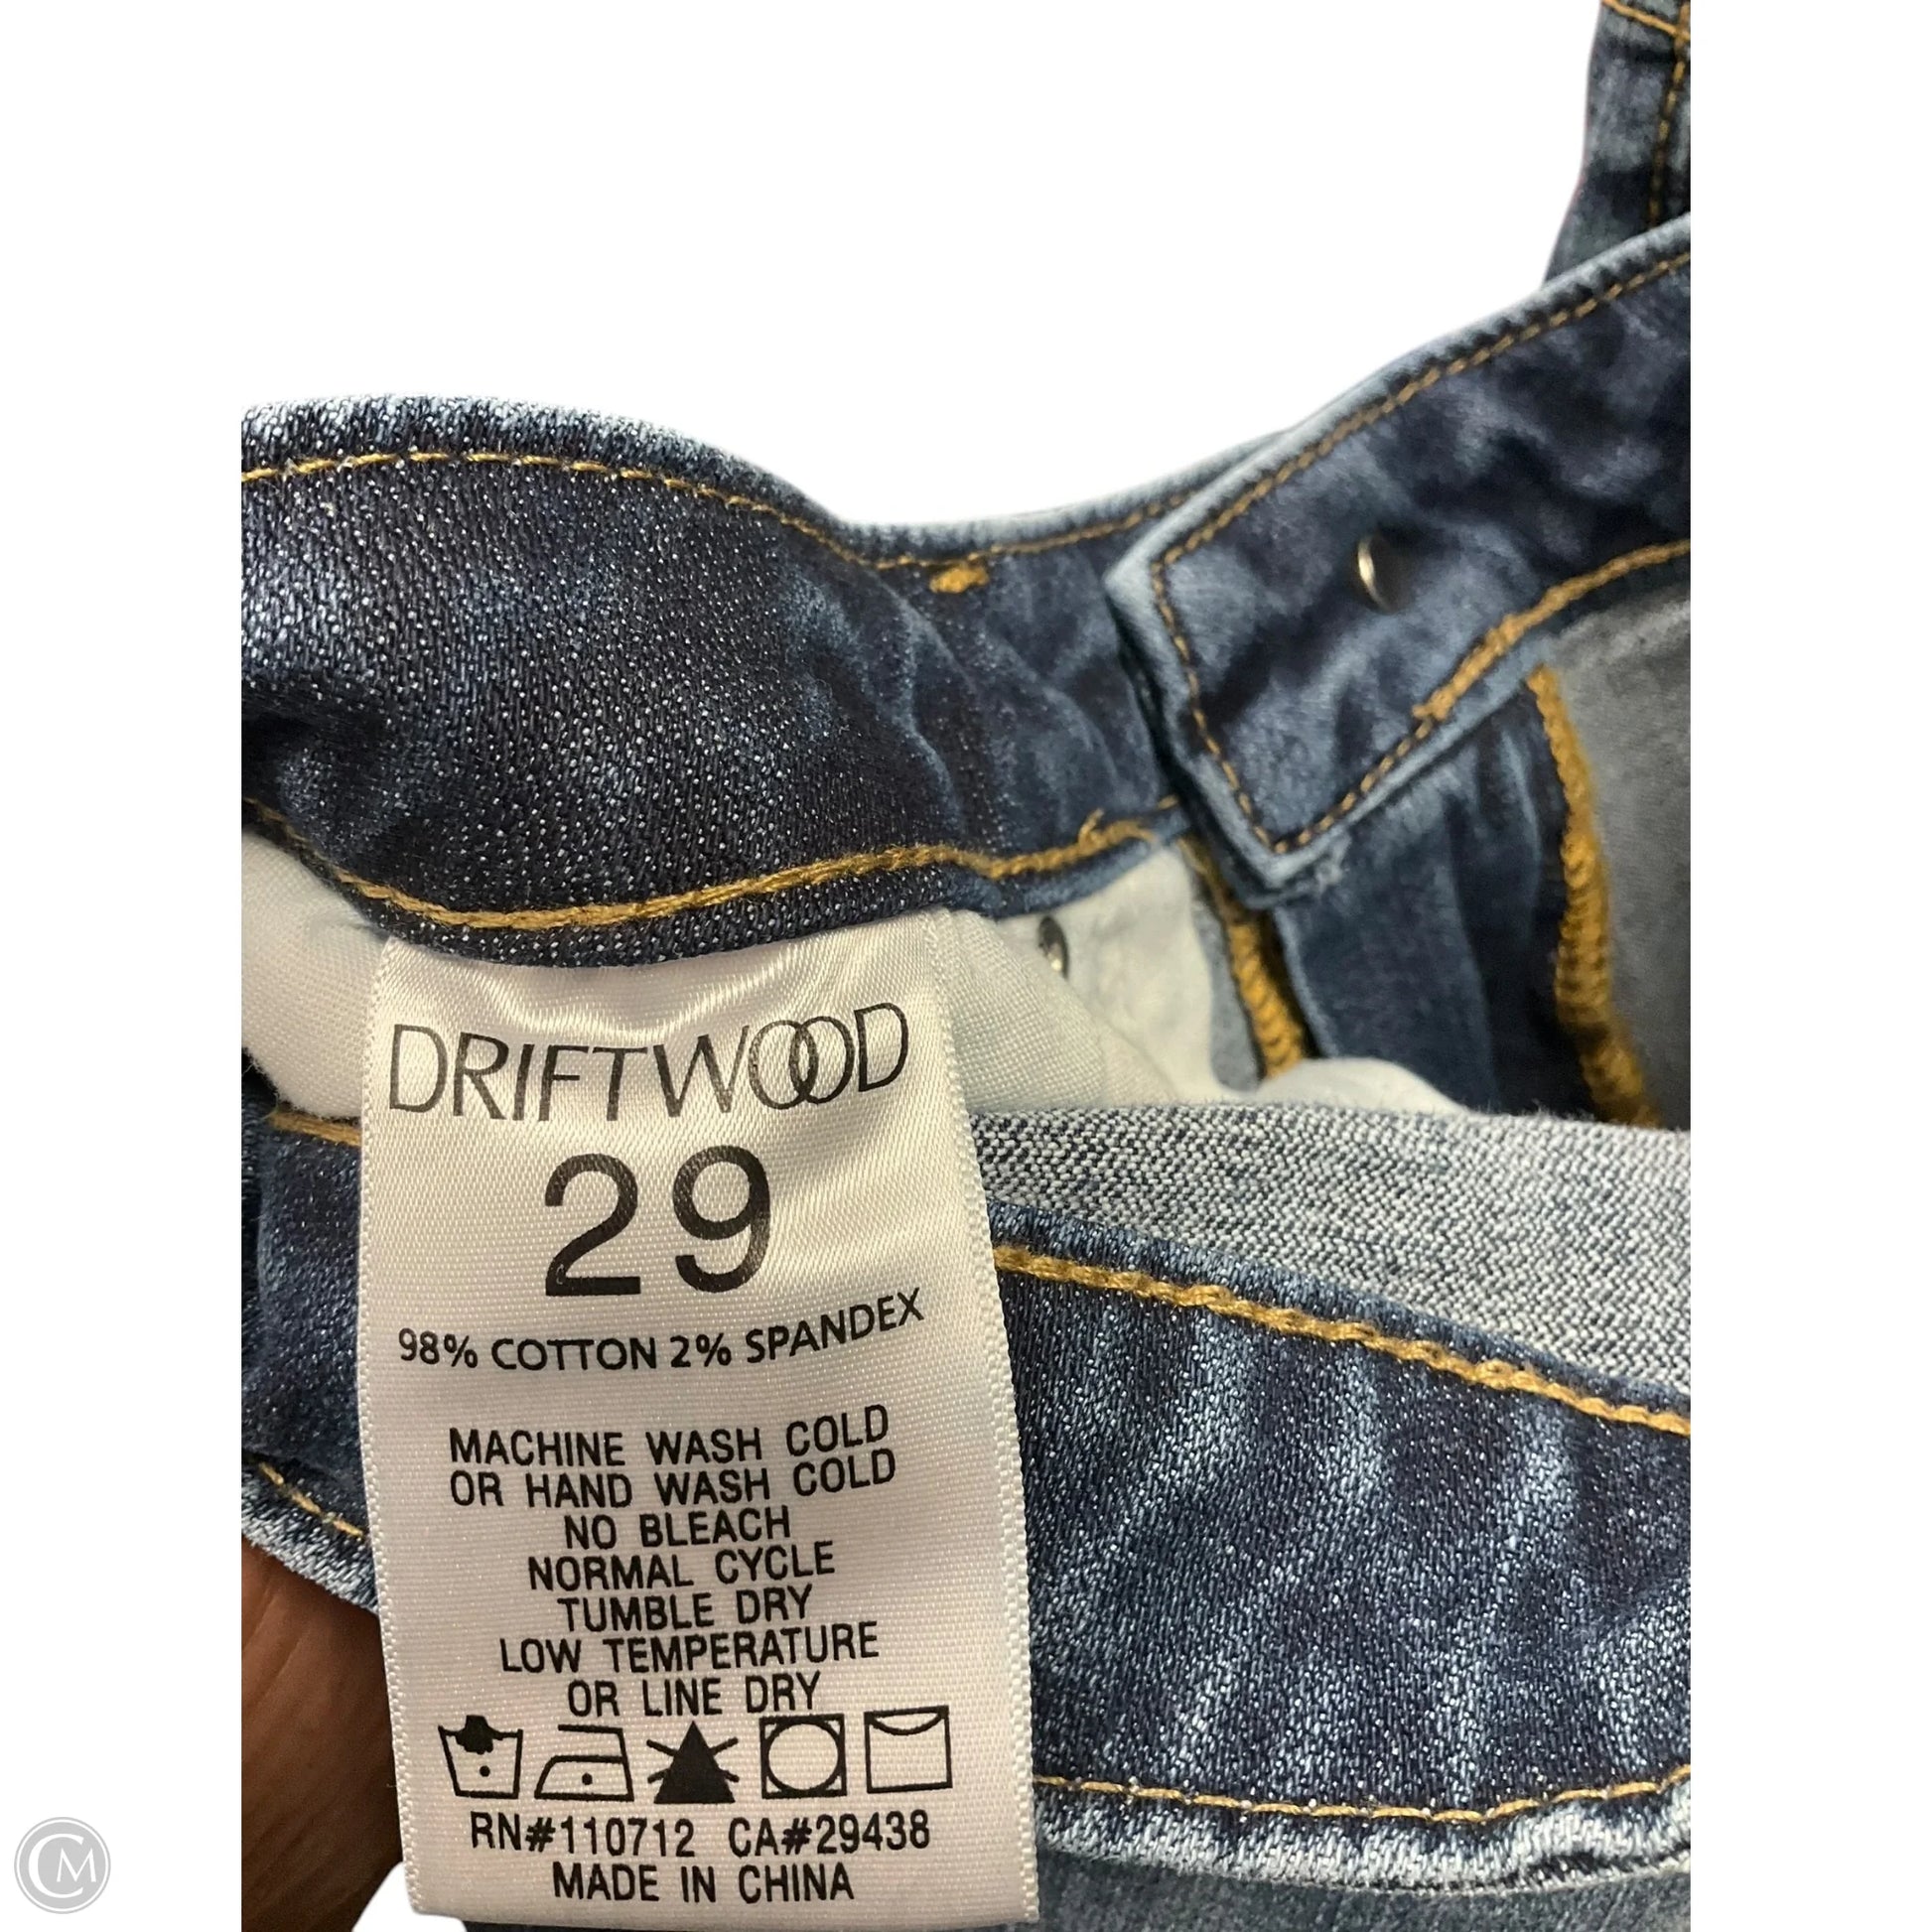 DRIFTWOOD
29
98% COTTON 2% SPANDEX
MACHINE WASH COLD
OR HAND WASH COLD
NO BLEACH
NORMAL CYCLE
TUMBLE DRY
LOW TEMPERATURE
OR LINE DRY
RN#110712 CA#29438
MADE IN CHINA
CM